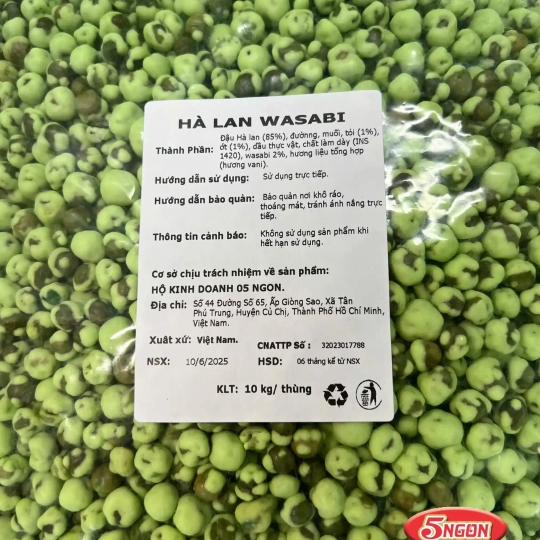 HÀ LAN WASABI
Thành Phần: Đậu Hà lan (85%), đường, muối, tỏi (1%),
ớt (1%), dầu thực vật, chất làm dày (INS
1420), wasabi 2%, hương liệu tổng hợp
(hương vani).
Hướng dẫn sử dụng: Sử dụng trực tiếp.
Hướng dẫn bảo quản: Bảo quản nơi khô ráo,
thoáng mát, tránh ánh nắng trực
tiếp.
Thông tin cảnh báo: Không sử dụng sản phẩm khi
hết hạn sử dụng.
Cơ sở chịu trách nhiệm về sản phẩm:
HỘ KINH DOANH 05 NGON.
Địa chỉ: Số 44 Đường Số 65, Ấp Giòng Sao, Xã Tân
Phú Trung, Huyện Củ Chị, Thành Phố Hồ Chí Minh,
Việt Nam.
Xuất xứ: Việt Nam. CNATTP Số : 32023017788
NSX: 10/6/2025 HSD: 06 tháng kể từ NSX
KLT: 10 kg/ thùng
5NGON